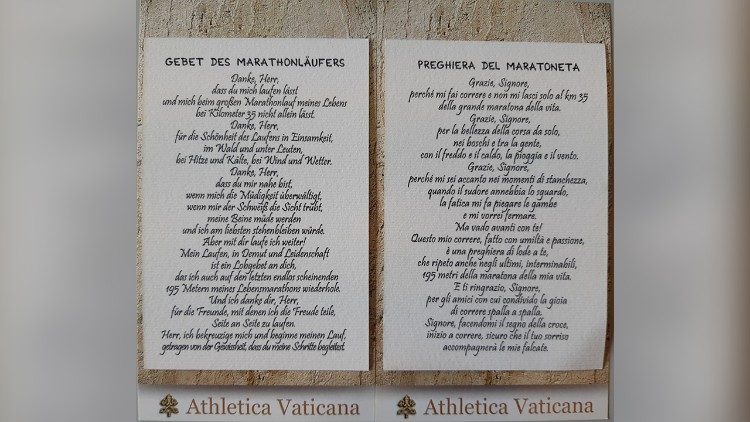 GEBET DES MARATHONLÄUFERS
Danke, Herr,
dass du mich laufen lässt
und mich beim großen Marathonlauf meines Lebens
bei Kilometer 35 nicht allein lässt.
Danke, Herr,
für die Schönheit des Laufens in Einsamkeit,
im Wald und unter Leuten,
bei Hitze und Kälte, bei Wind und Wetter.
Danke, Herr,
dass du mir nahe bist,
wenn mich die Müdigkeit überwältigt,
wenn mir der Schweiß die Sicht trübt,
meine Beine müde werden
und ich am liebsten stehenbleiben würde.
Aber mit dir laufe ich weiter!
Mein Laufen, in Demut und Leidenschaft
ist ein Lobgebet an dich,
das ich auch auf den letzten endlos scheinenden
195 Metern meines Lebensmarathons wiederhole.
Und ich danke dir, Herr,
für die Freunde, mit denen ich die Freude teile,
Seite an Seite zu laufen.
Herr, ich bekreuzige mich und beginne meinen Lauf,
getragen von der Gewissheit, dass du meine Schritte begleitest.
Athletica Vaticana
PREGHIERA DEL MARATONETA
Grazie, Signore,
perché mi fai correre e non mi lasci solo al km 35
della grande maratona della vita.
Grazie, Signore,
per la bellezza della corsa da solo,
nei boschi e tra la gente,
con il freddo e il caldo, la pioggia e il vento.
Grazie, Signore,
perché mi sei accanto nei momenti di stanchezza,
quando il sudore annebbia lo sguardo,
la fatica mi fa piegare le gambe
e mi vorrei fermare.
Ma vado avanti con te!
Questo mio correre, fatto con umiltà e passione,
è una preghiera di lode a te,
che ripeto anche negli ultimi, interminabili,
195 metri della maratona della mia vita.
E ti ringrazio, Signore,
per gli amici con cui condivido la gioia
di correre spalla a spalla.
Signore, facendomi il segno della croce,
inizio a correre, sicuro che il tuo sorriso
accompagnerà le mie falcate.
Athletica Vaticana